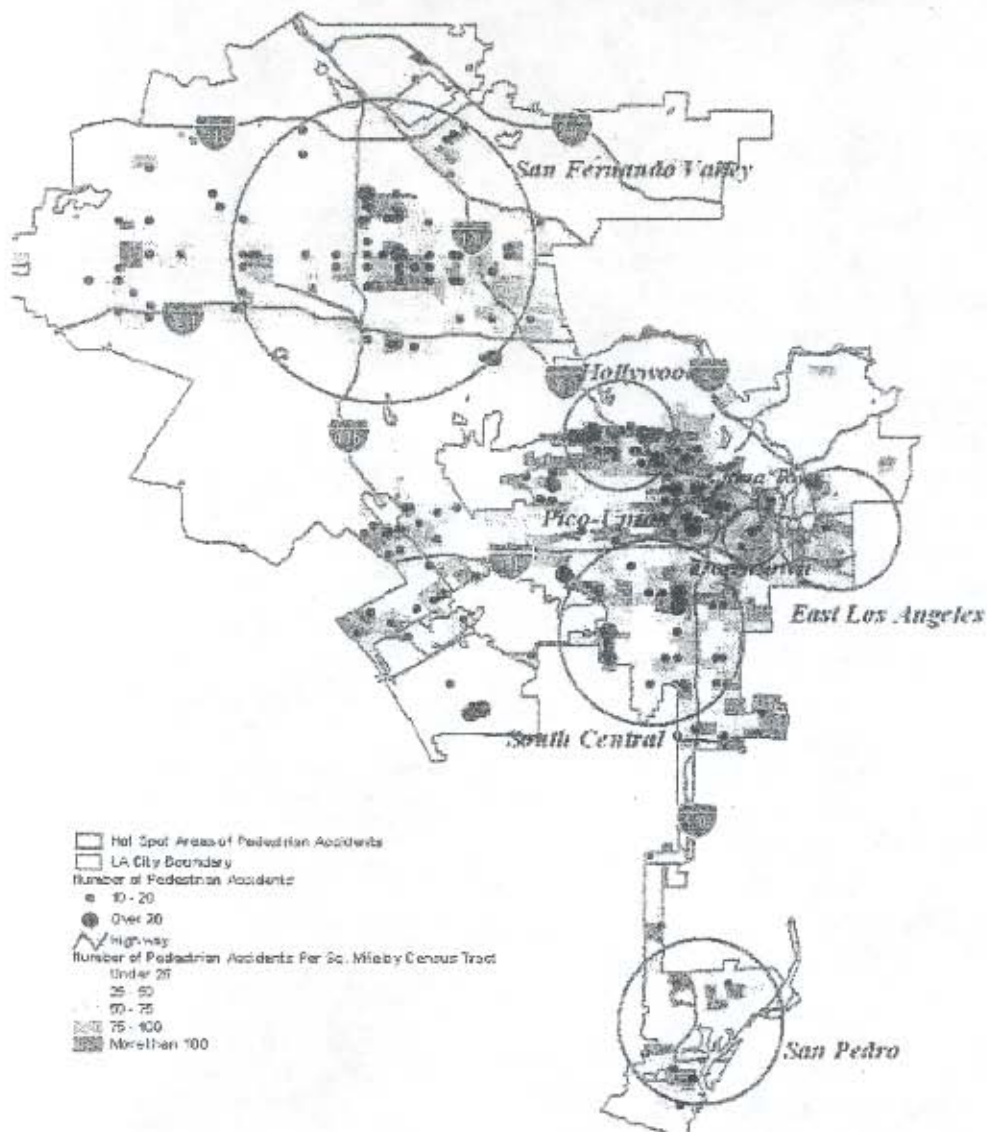 San Fernando Valley
Hollywood
Pico-Union
East Los Angeles
South Central
San Pedro
Hot Spot Areas of Pedestrian Accidents
LA City Boundary
Number of Pedestrian Accidents
10 - 20
Over 20
Highway
Number of Pedestrian Accidents Per Sq. Mile by Census Tract
Under 25
25 - 50
50 - 75
75 - 100
More than 100